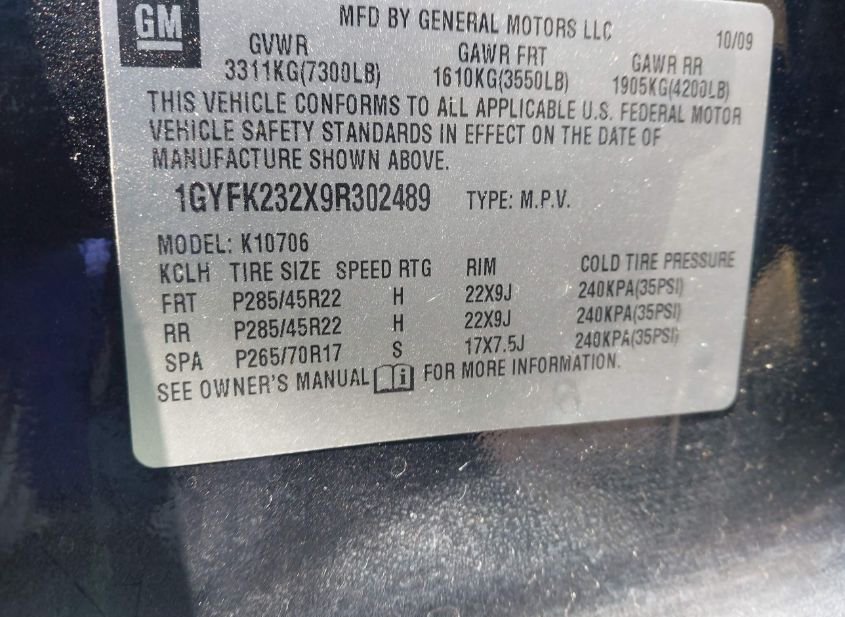 GM
MFD BY GENERAL MOTORS LLC
10/09
GVWR GAWR FRT GAWR RR
3311KG(7300LB) 1610KG(3550LB) 1905KG(4200LB)
THIS VEHICLE CONFORMS TO ALL APPLICABLE U.S. FEDERAL MOTOR
VEHICLE SAFETY STANDARDS IN EFFECT ON THE DATE OF
MANUFACTURE SHOWN ABOVE.
1GYFK232X9R302489 TYPE: M.P.V.
MODEL: K10706
KCLH TIRE SIZE SPEED RTG RIM COLD TIRE PRESSURE
FRT P285/45R22 H 22X9J 240KPA(35PSI)
RR P285/45R22 H 22X9J 240KPA(35PSI)
SPA P265/70R17 S 17X7.5J 240KPA(35PSI)
SEE OWNER'S MANUAL FOR MORE INFORMATION.